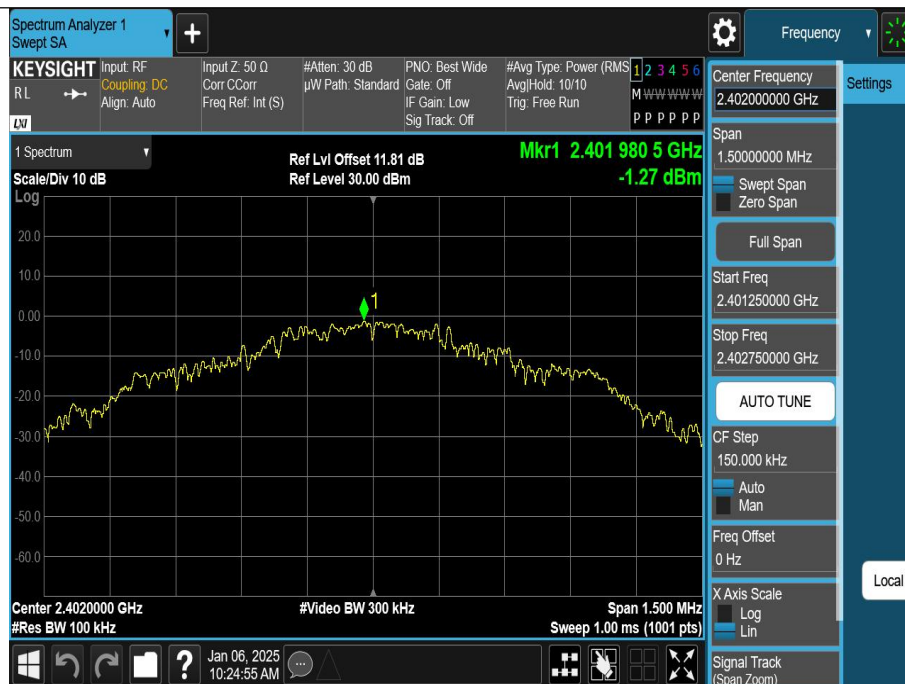 Spectrum Analyzer 1
Swept SA
Frequency
KEYSIGHT
RL
LXI
Input: RF
Coupling: DC
Align: Auto
Input Z: 50 Ω
Corr CCorr
Freq Ref: Int (S)
#Atten: 30 dB
µW Path: Standard
PNO: Best Wide
Gate: Off
IF Gain: Low
Sig Track: Off
#Avg Type: Power (RMS
Avg|Hold: 10/10
Trig: Free Run
1 2 3 4 5 6
M W W W W W
P P P P P P
1 Spectrum
Scale/Div 10 dB
Log
Ref Lvl Offset 11.81 dB
Ref Level 30.00 dBm
Mkr1 2.401 980 5 GHz
-1.27 dBm
20.0
10.0
0.00
-10.0
-20.0
-30.0
-40.0
-50.0
-60.0
1
Center 2.4020000 GHz
#Res BW 100 kHz
#Video BW 300 kHz
Span 1.500 MHz
Sweep 1.00 ms (1001 pts)
Jan 06, 2025
10:24:55 AM
?
Center Frequency
2.402000000 GHz
Span
1.50000000 MHz
Swept Span
Zero Span
Full Span
Start Freq
2.401250000 GHz
Stop Freq
2.402750000 GHz
AUTO TUNE
CF Step
150.000 kHz
Auto
Man
Freq Offset
0 Hz
X Axis Scale
Log
Lin
Signal Track
(Span Zoom)
Settings
Local